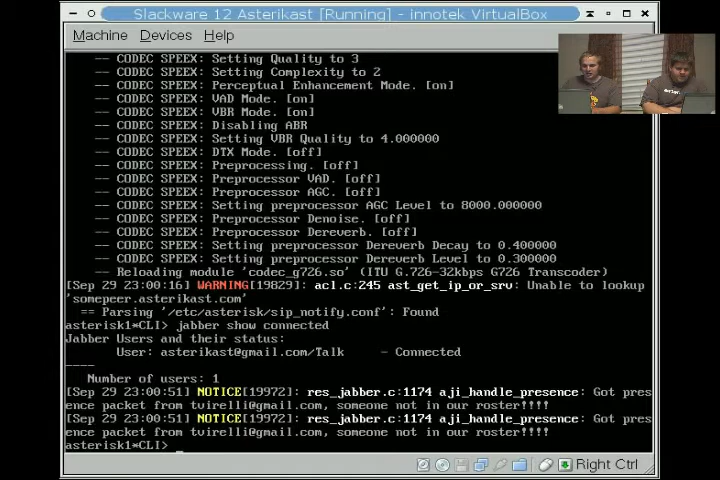 Slackware 12 Asterikast [Running] - innotek VirtualBox
Machine Devices Help
-- CODEC SPEEX: Setting Quality to 3
-- CODEC SPEEX: Setting Complexity to 2
-- CODEC SPEEX: Perceptual Enhancement Mode. [on]
-- CODEC SPEEX: VAD Mode. [on]
-- CODEC SPEEX: VBR Mode. [on]
-- CODEC SPEEX: Disabling ABR
-- CODEC SPEEX: Setting VBR Quality to 4.000000
-- CODEC SPEEX: DTX Mode. [off]
-- CODEC SPEEX: Preprocessing. [off]
-- CODEC SPEEX: Preprocessor VAD. [off]
-- CODEC SPEEX: Preprocessor AGC. [off]
-- CODEC SPEEX: Setting preprocessor AGC Level to 8000.000000
-- CODEC SPEEX: Preprocessor Denoise. [off]
-- CODEC SPEEX: Preprocessor Dereverb. [off]
-- CODEC SPEEX: Setting preprocessor Dereverb Decay to 0.400000
-- CODEC SPEEX: Setting preprocessor Dereverb Level to 0.300000
-- Reloading module 'codec_g726.so' (ITU G.726-32kbps G726 Transcoder)
[Sep 29 23:00:16] WARNING[19829]: acl.c:245 ast_get_ip_or_srv: Unable to lookup
'somepeer.asterikast.com'
== Parsing '/etc/asterisk/sip_notify.conf': Found
asterisk1*CLI> jabber show connected
Jabber Users and their status:
User: asterikast@gmail.com/Talk - Connected
----
Number of users: 1
[Sep 29 23:00:51] NOTICE[19972]: res_jabber.c:1174 aji_handle_presence: Got pres
ence packet from tvirelli@gmail.com, someone not in our roster!!!!
[Sep 29 23:00:51] NOTICE[19972]: res_jabber.c:1174 aji_handle_presence: Got pres
ence packet from tvirelli@gmail.com, someone not in our roster!!!!
asterisk1*CLI> _
Right Ctrl